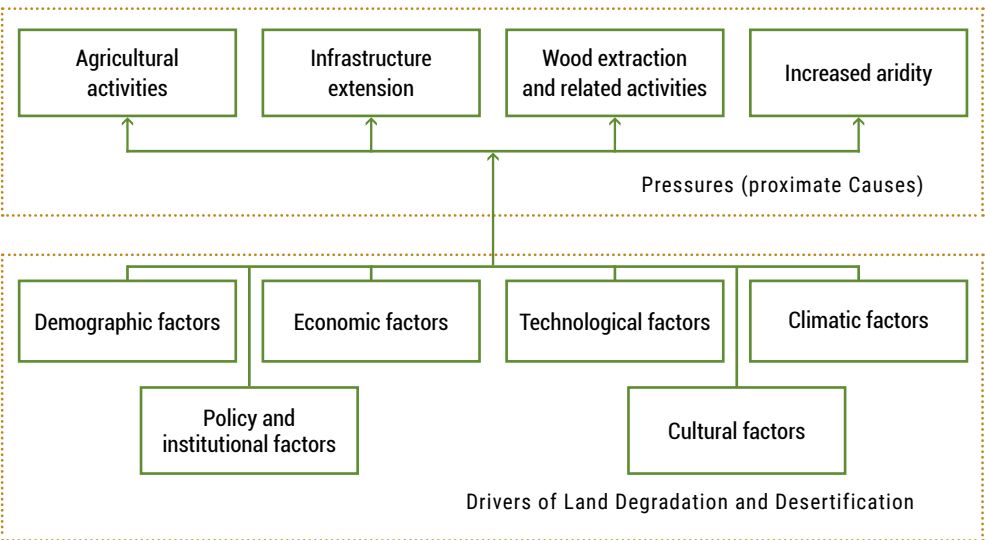 Agricultural
activities
Infrastructure
extension
Wood extraction
and related activities
Increased aridity
Pressures (proximate Causes)
Demographic factors
Economic factors
Technological factors
Climatic factors
Policy and
institutional factors
Cultural factors
Drivers of Land Degradation and Desertification